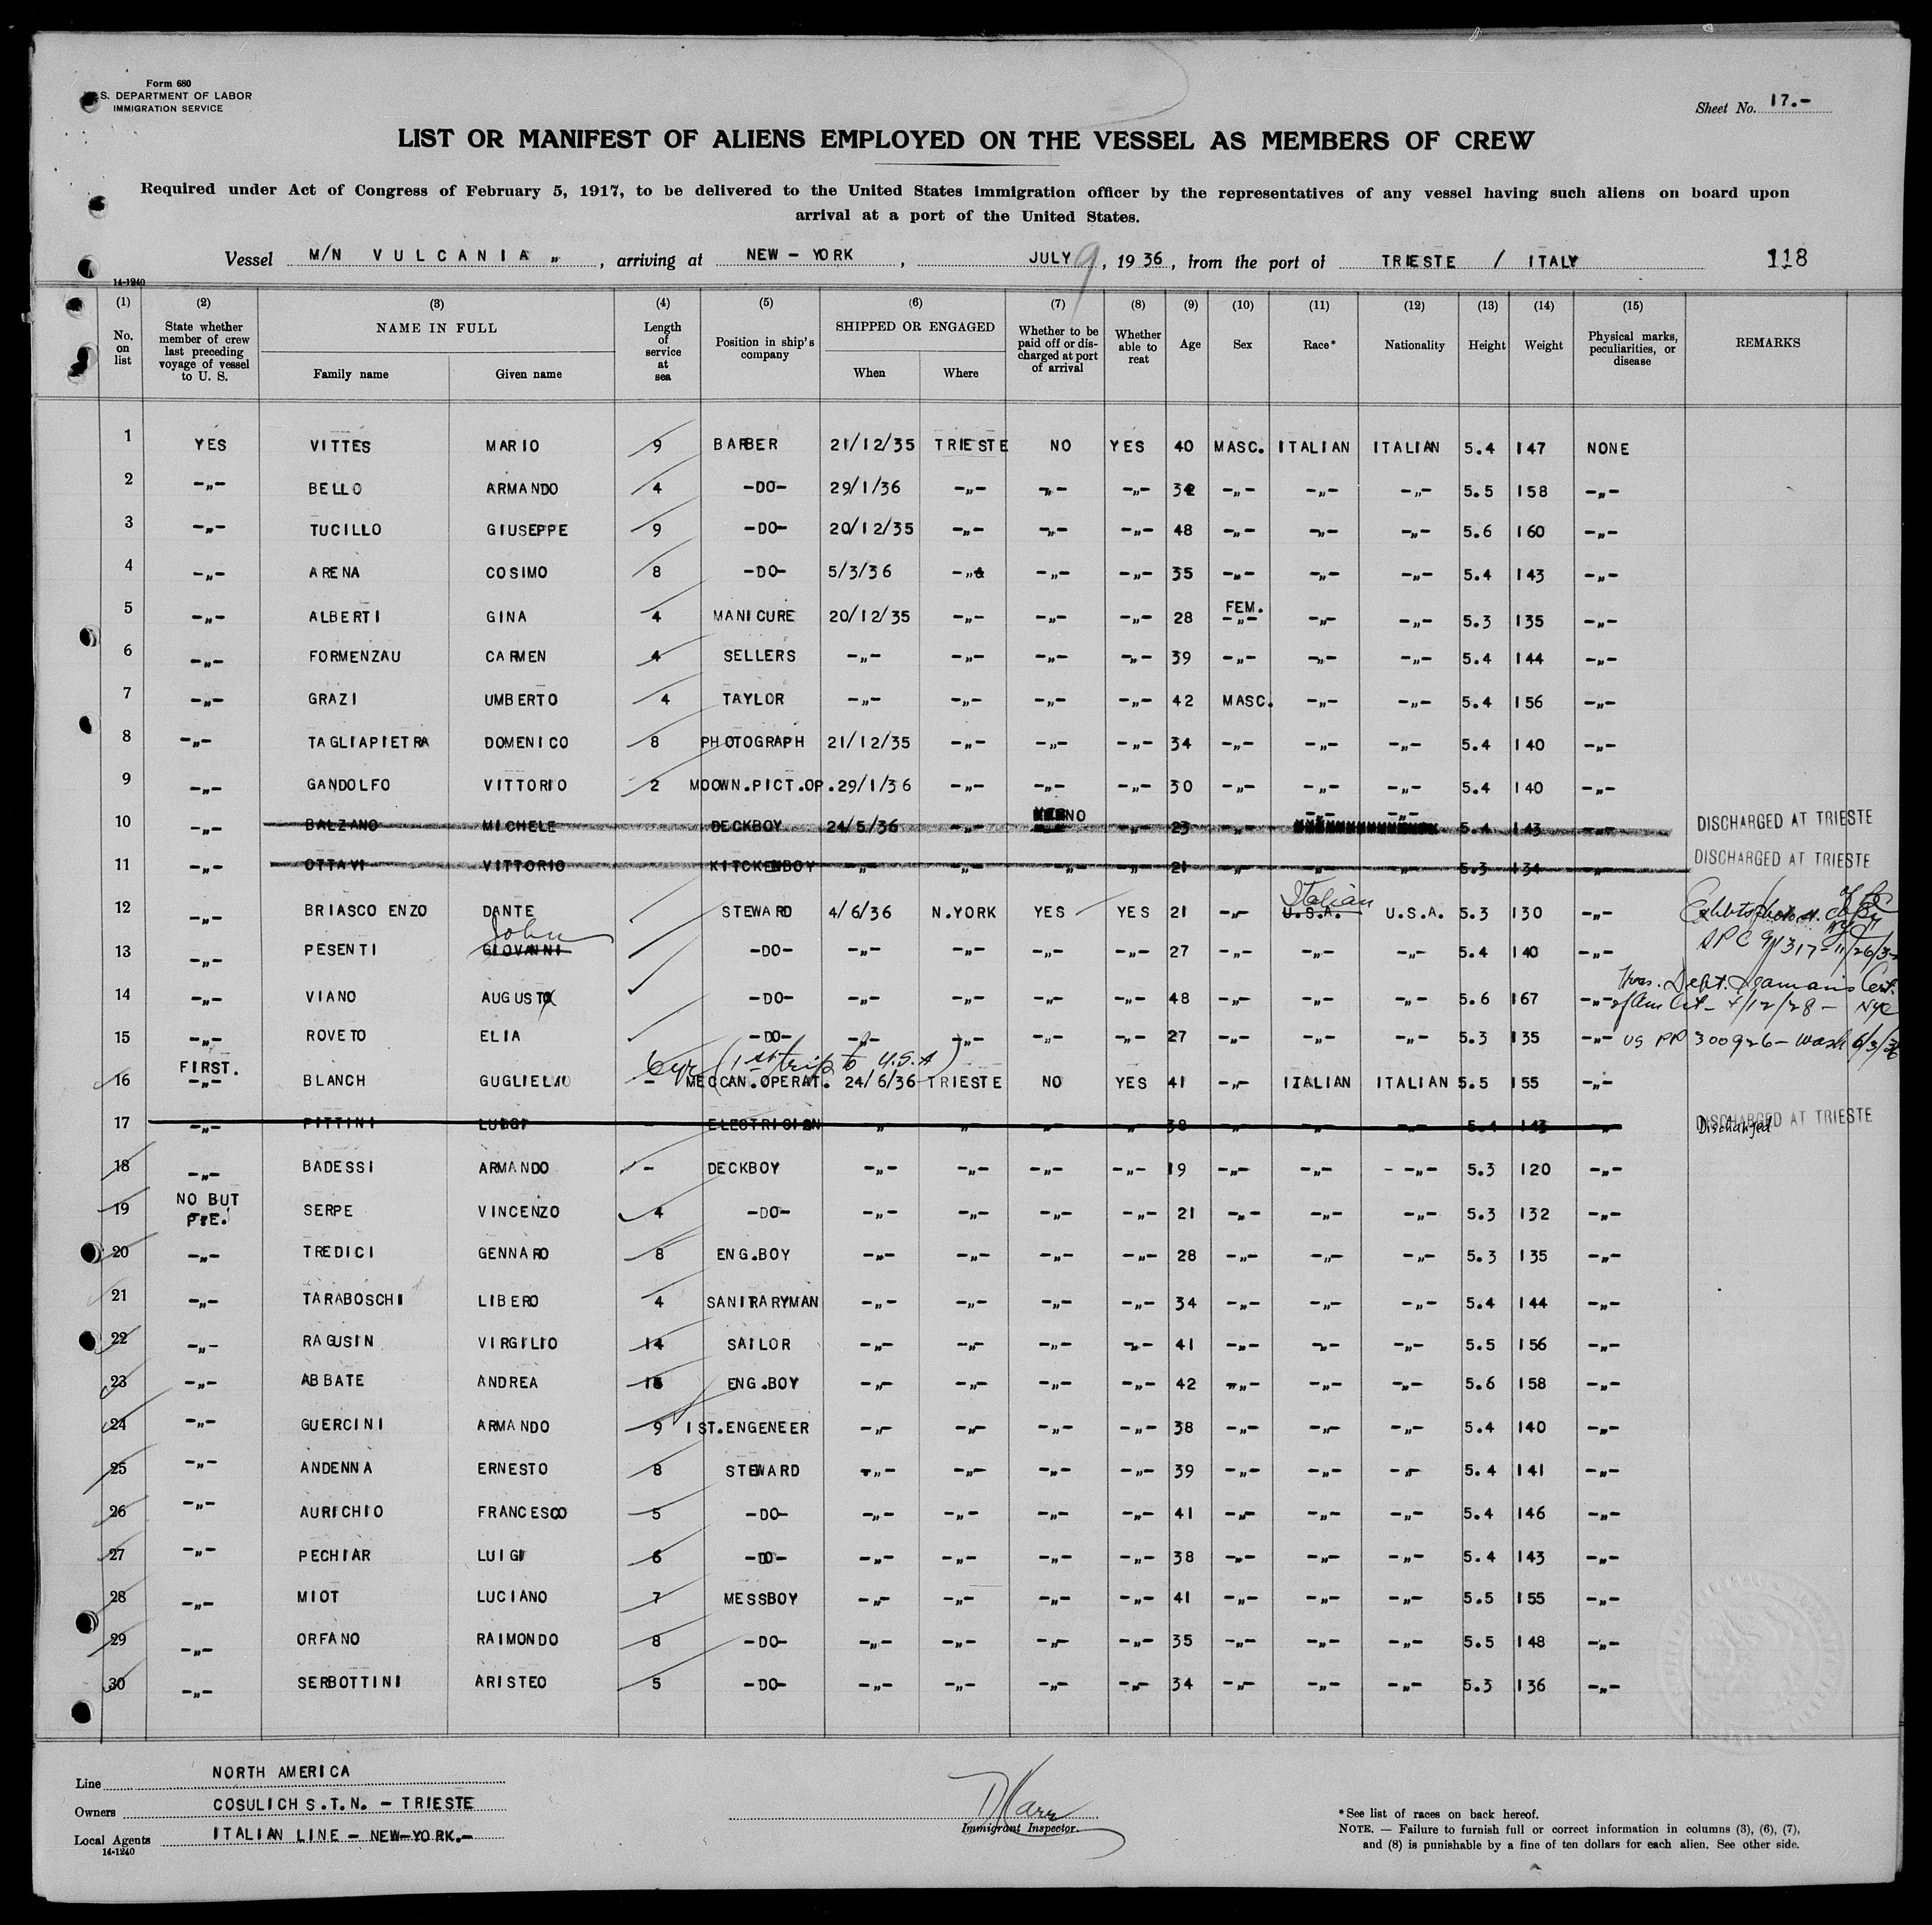 Form 680
S. DEPARTMENT OF LABOR
IMMIGRATION SERVICE
Sheet No. 17.-
LIST OR MANIFEST OF ALIENS EMPLOYED ON THE VESSEL AS MEMBERS OF CREW
Required under Act of Congress of February 5, 1917, to be delivered to the United States immigration officer by the representatives of any vessel having such aliens on board upon
arrival at a port of the United States.
Vessel M/N VULCANIA „ , arriving at NEW-YORK , JULY 9 , 1936 , from the port of TRIESTE / ITALY 118
14-1240
(1) (2) (3) (4) (5) (6) (7) (8) (9) (10) (11) (12) (13) (14) (15)
No. on list State whether member of crew last preceding voyage of vessel to U. S. NAME IN FULL Family name Given name Length of service at sea Position in ship's company SHIPPED OR ENGAGED When Where Whether to be paid off or discharged at port of arrival Whether able to reat Age Sex Race* Nationality Height Weight Physical marks, peculiarities, or disease REMARKS
1 YES VITTES MARIO 9 BARBER 21/12/35 TRIESTE NO YES 40 MASC. ITALIAN ITALIAN 5.4 147 NONE
2 -„- BELLO ARMANDO 4 -DO- 29/1/36 -„- -„- -„- 32 -„- -„- -„- 5.5 158 -„-
3 -„- TUCILLO GIUSEPPE 9 -DO- 20/12/35 -„- -„- -„- 48 -„- -„- -„- 5.6 160 -„-
4 -„- ARENA COSIMO 8 -DO- 5/3/36 -„- -„- -„- 35 -„- -„- -„- 5.4 143 -„-
5 -„- ALBERTI GINA 4 MANICURE 20/12/35 -„- -„- -„- 28 FEM. -„- -„- -„- 5.3 135 -„-
6 -„- FORMENZAU CARMEN 4 SELLERS -„- -„- -„- -„- 39 -„- -„- -„- 5.4 144 -„-
7 -„- GRAZI UMBERTO 4 TAYLOR -„- -„- -„- -„- 42 MASC. -„- -„- 5.4 156 -„-
8 -„- TAGLIAPIETRA DOMENICO 8 PHOTOGRAPH 21/12/35 -„- -„- -„- 34 -„- -„- -„- 5.4 140 -„-
9 -„- GANDOLFO VITTORIO 2 MOOWN.PICT.OP. 29/1/36 -„- -„- -„- 30 -„- -„- -„- 5.4 140 -„-
10 -„- BALZANO MICHELE DECKBOY 24/5/36 -„- NO -„- 23 -„- -„- -„- 5.4 143 -„- DISCHARGED AT TRIESTE
11 -„- OTTAVI VITTORIO KITCKENBOY -„- -„- -„- -„- 21 -„- -„- -„- 5.3 134 -„- DISCHARGED AT TRIESTE
12 -„- BRIASCO ENZO DANTE STEWARD 4/6/36 N.YORK YES YES 21 -„- Italian U.S.A. U.S.A. 5.3 130 -„-
13 -„- PESENTI John GIOVANNI -DO- -„- -„- -„- -„- 27 -„- -„- -„- 5.4 140 -„-
14 -„- VIANO AUGUSTO -DO- -„- -„- -„- -„- 48 -„- -„- -„- 5.6 167 -„- Dept. Seaman's Cert. 4/12/28 - NYC
15 -„- ROVETO ELIA -DO- -„- -„- -„- -„- 27 -„- -„- -„- 5.3 135 -„- US PP 300926 - Wash 6/3/36
6yr (1st trip to U.S.A)
16 FIRST. -„- BLANCH GUGLIELMO - MECCAN.OPERAT. 24/6/36 TRIESTE NO YES 41 -„- ITALIAN ITALIAN 5.5 155 -„-
17 -„- PITTINI LUIGI - ELECTRICIAN -„- -„- -„- -„- 38 -„- -„- -„- 5.4 143 -„- DISCHARGED AT TRIESTE Discharged
18 -„- BADESSI ARMANDO - DECKBOY -„- -„- -„- -„- 19 -„- -„- -„- 5.3 120 -„-
19 NO BUT PRE. SERPE VINCENZO 4 -DO- -„- -„- -„- -„- 21 -„- -„- -„- 5.3 132 -„-
20 -„- TREDICI GENNARO 8 ENG.BOY -„- -„- -„- -„- 28 -„- -„- -„- 5.3 135 -„-
21 -„- TARABOSCHI LIBERO 4 SANITRARYMAN -„- -„- -„- -„- 34 -„- -„- -„- 5.4 144 -„-
22 -„- RAGUSIN VIRGILIO 14 SAILOR -„- -„- -„- -„- 41 -„- -„- -„- 5.5 156 -„-
23 -„- ABBATE ANDREA ENG.BOY -„- -„- -„- -„- 42 -„- -„- -„- 5.6 158 -„-
24 -„- GUERCINI ARMANDO 9 1ST.ENGENEER -„- -„- -„- -„- 38 -„- -„- -„- 5.4 140 -„-
25 -„- ANDENNA ERNESTO 8 STEWARD -„- -„- -„- -„- 39 -„- -„- -„- 5.4 141 -„-
26 -„- AURICHIO FRANCESCO 5 -DO- -„- -„- -„- -„- 41 -„- -„- -„- 5.4 146 -„-
27 -„- PECHIAR LUIGI 6 -DO- -„- -„- -„- -„- 38 -„- -„- -„- 5.4 143 -„-
28 -„- MIOT LUCIANO 7 MESSBOY -„- -„- -„- -„- 41 -„- -„- -„- 5.5 155 -„-
29 -„- ORFANO RAIMONDO 8 -DO- -„- -„- -„- -„- 35 -„- -„- -„- 5.5 148 -„-
30 -„- SERBOTTINI ARISTEO 5 -DO- -„- -„- -„- -„- 34 -„- -„- -„- 5.3 136 -„-
Line NORTH AMERICA
Owners COSULICH S.T.N. - TRIESTE
Local Agents ITALIAN LINE - NEW-YORK.-
14-1240
Immigrant Inspector.
*See list of races on back hereof.
NOTE. — Failure to furnish full or correct information in columns (3), (6), (7),
and (8) is punishable by a fine of ten dollars for each alien. See other side.